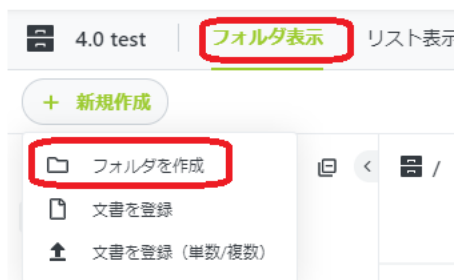 4.0 test フォルダ表示 リスト表示
+ 新規作成
フォルダを作成 /
文書を登録
文書を登録（単数/複数）